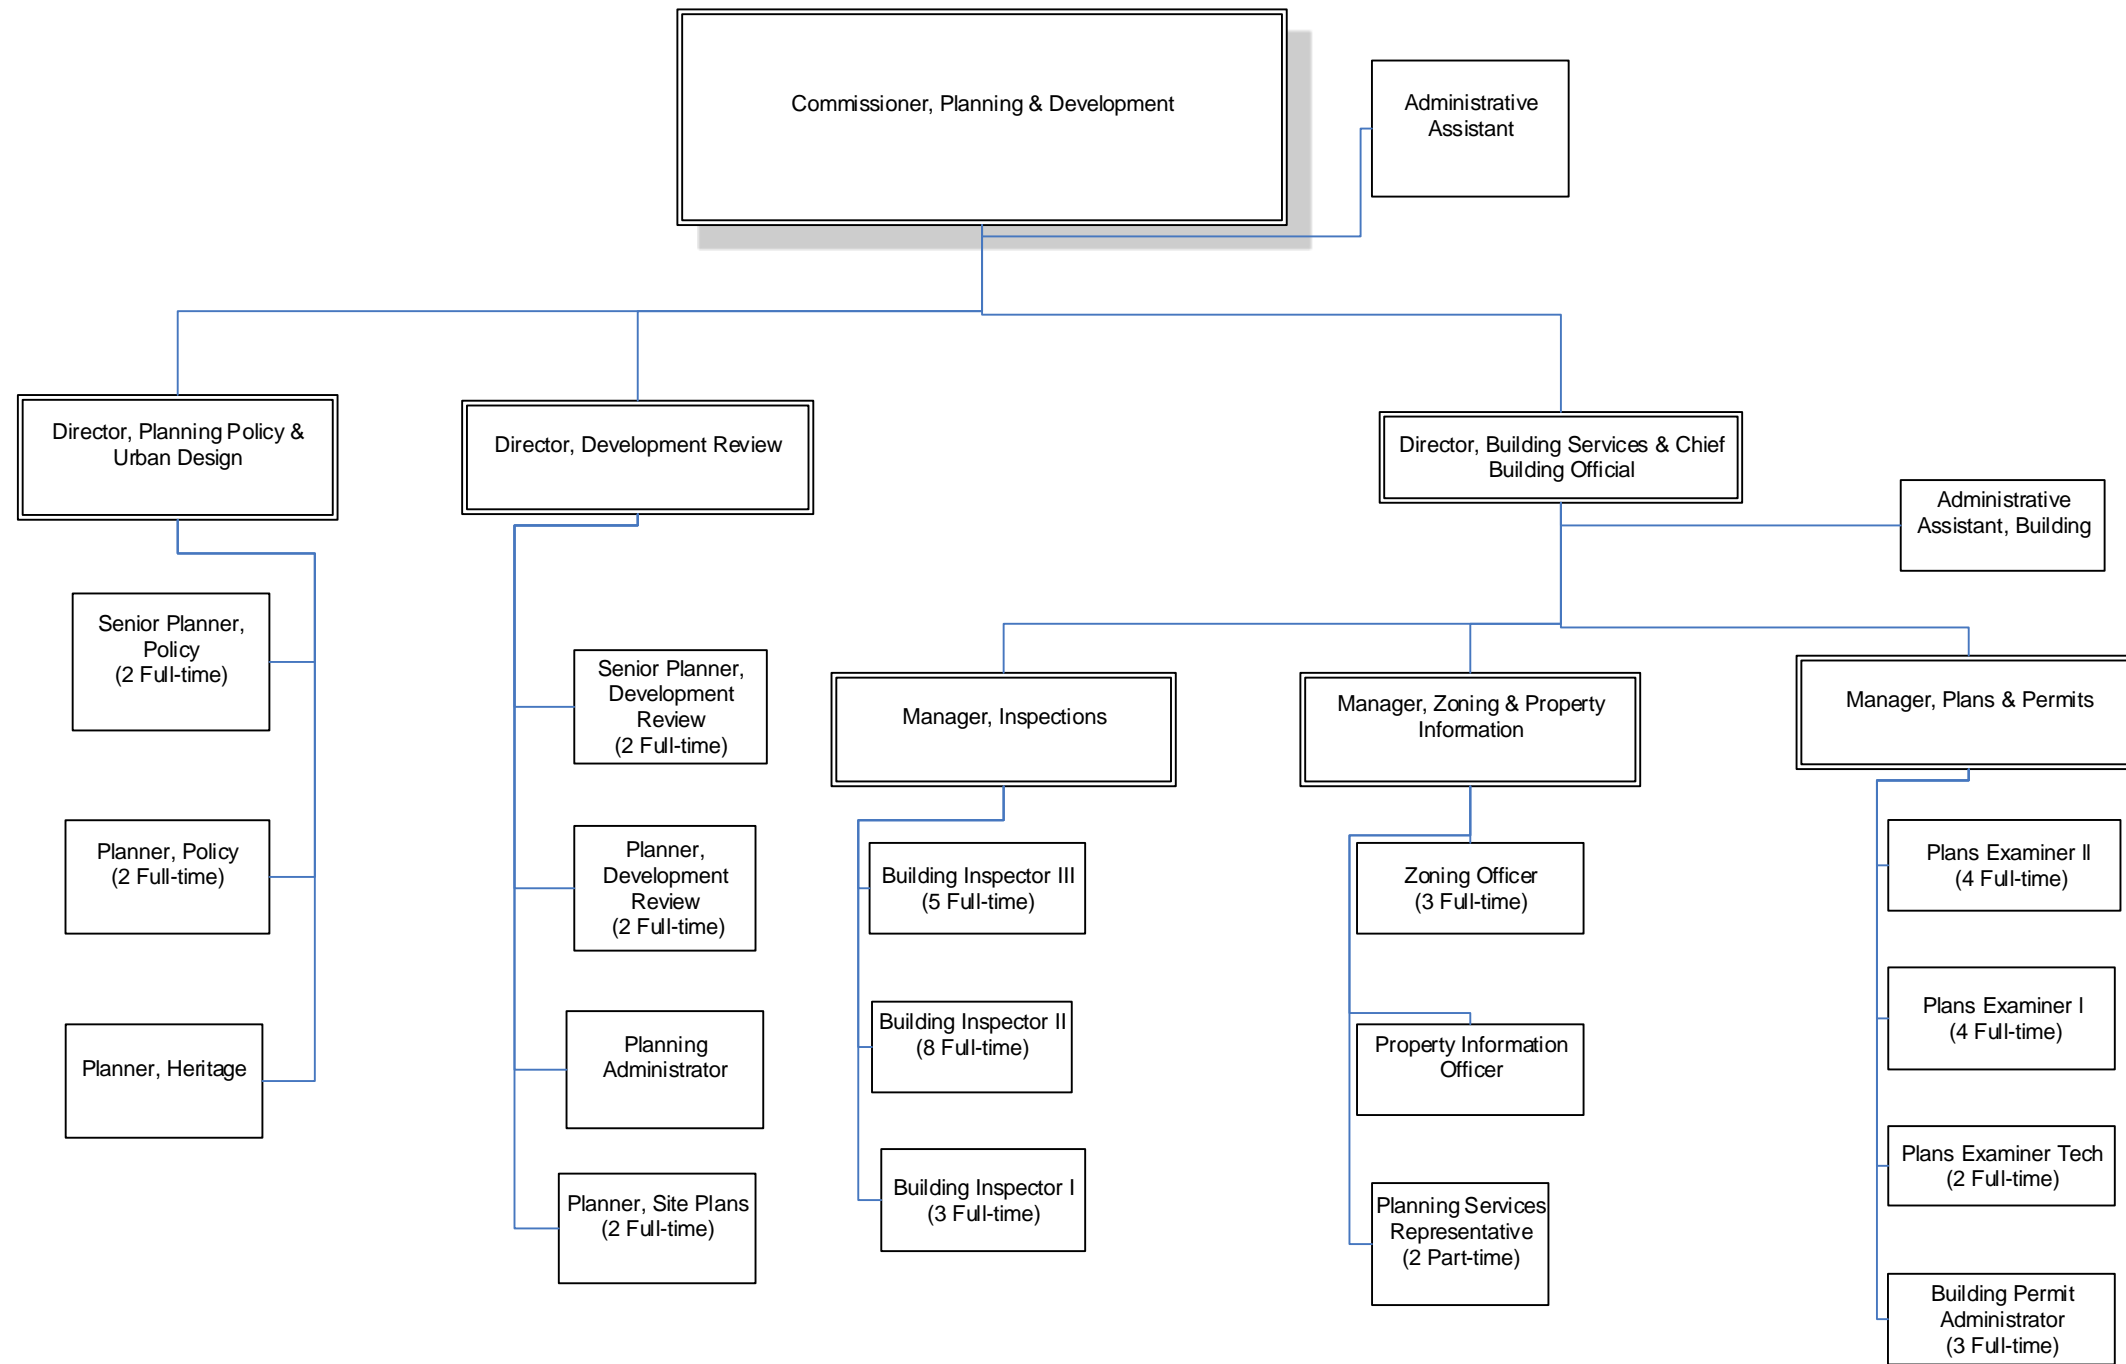 Commissioner, Planning & Development
Administrative
Assistant
Director, Planning Policy &
Urban Design
Director, Development Review
Director, Building Services & Chief
Building Official
Administrative
Assistant, Building
Senior Planner,
Policy
(2 Full-time)
Planner, Policy
(2 Full-time)
Planner, Heritage
Senior Planner,
Development
Review
(2 Full-time)
Planner,
Development
Review
(2 Full-time)
Planning
Administrator
Planner, Site Plans
(2 Full-time)
Manager, Inspections
Building Inspector III
(5 Full-time)
Building Inspector II
(8 Full-time)
Building Inspector I
(3 Full-time)
Manager, Zoning & Property
Information
Zoning Officer
(3 Full-time)
Property Information
Officer
Planning Services
Representative
(2 Part-time)
Manager, Plans & Permits
Plans Examiner II
(4 Full-time)
Plans Examiner I
(4 Full-time)
Plans Examiner Tech
(2 Full-time)
Building Permit
Administrator
(3 Full-time)